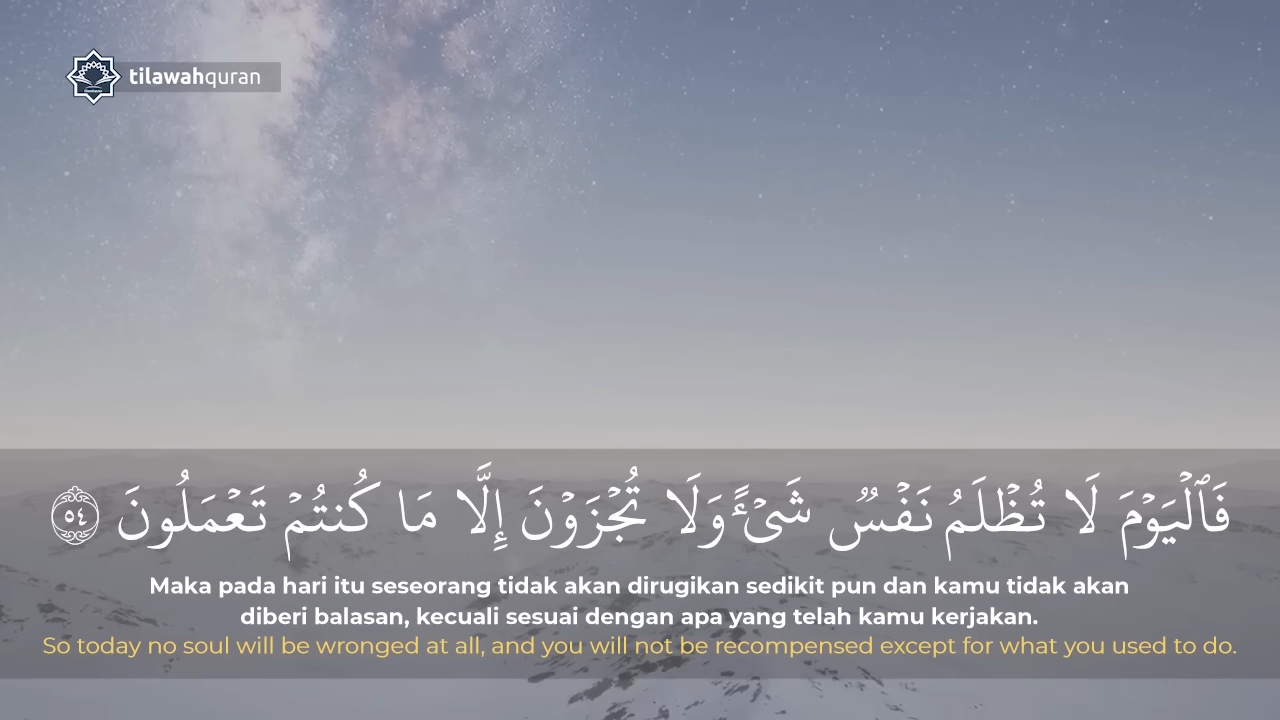 tilawahquran
فَٱلْيَوْمَ لَا تُظْلَمُ نَفْسٌ شَيْـًٔا وَلَا تُجْزَوْنَ إِلَّا مَا كُنتُمْ تَعْمَلُونَ ٥٤
Maka pada hari itu seseorang tidak akan dirugikan sedikit pun dan kamu tidak akan
diberi balasan, kecuali sesuai dengan apa yang telah kamu kerjakan.
So today no soul will be wronged at all, and you will not be recompensed except for what you used to do.